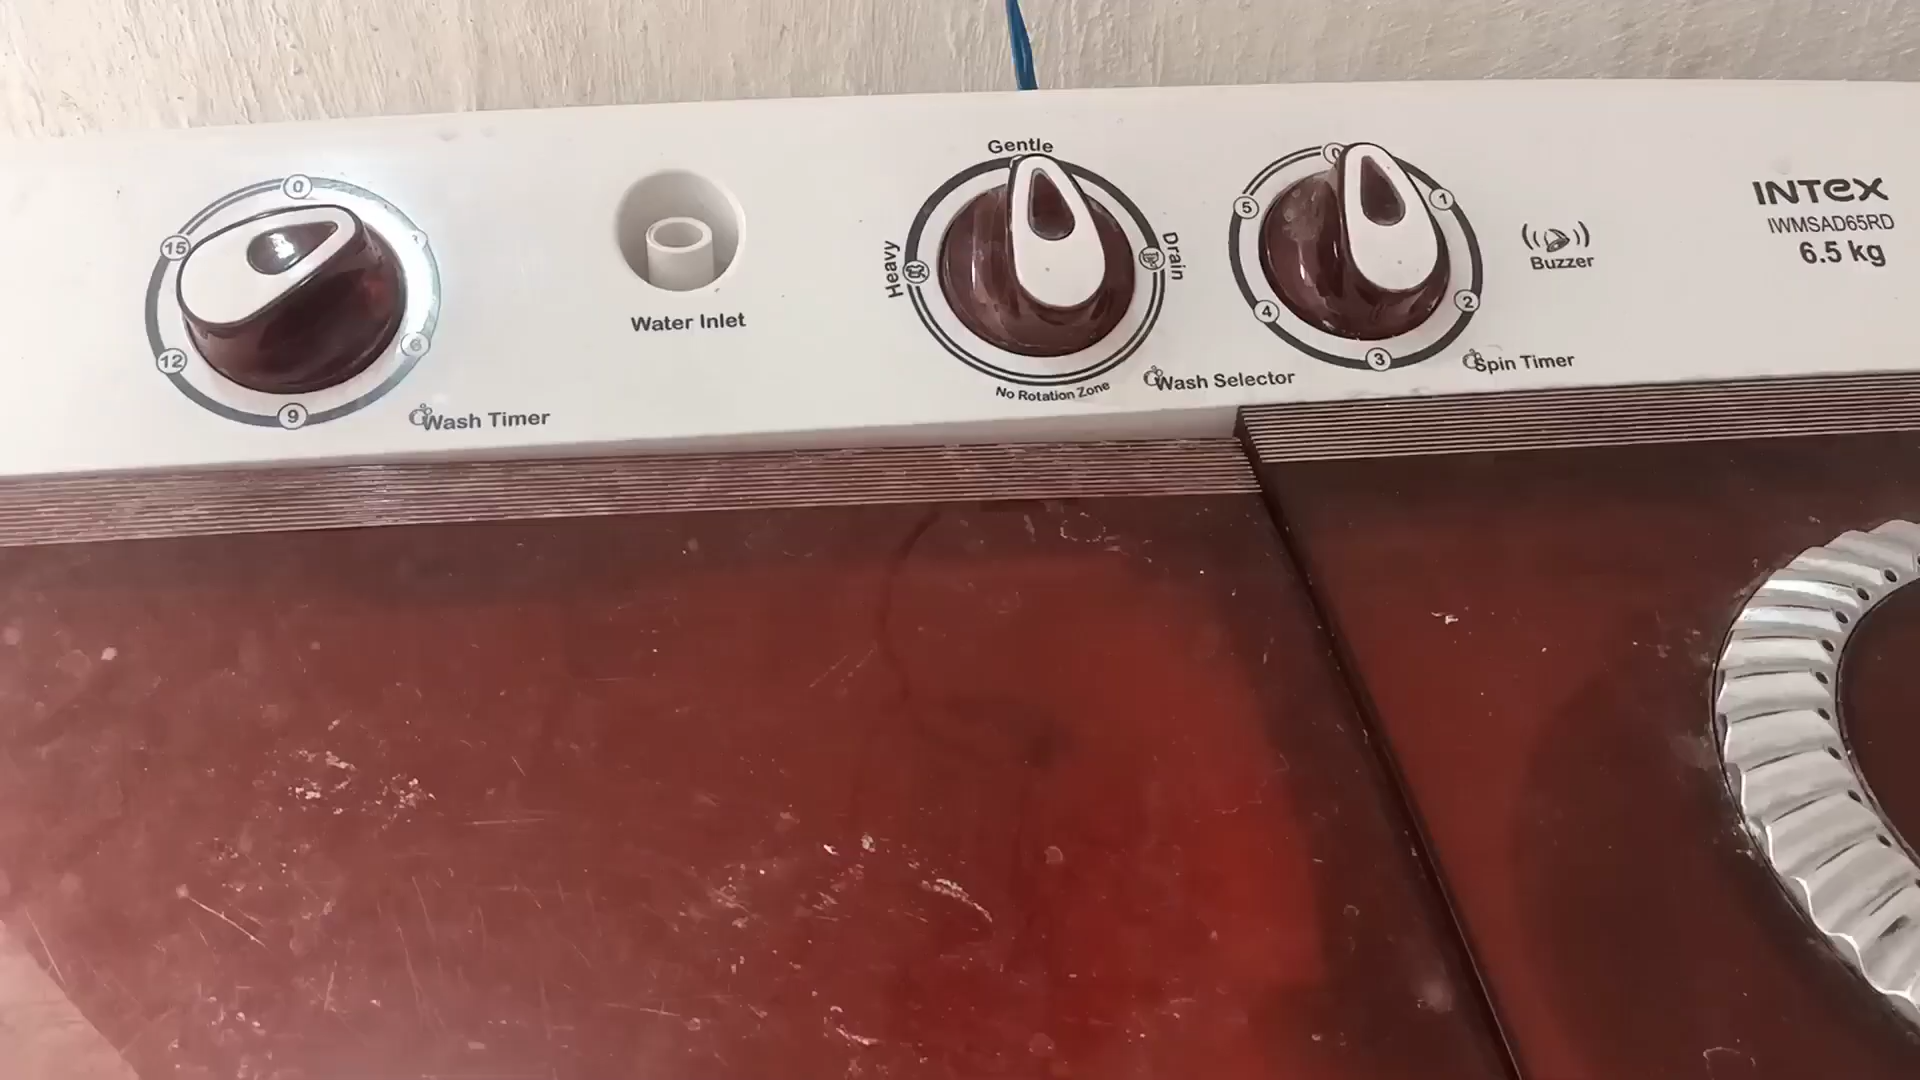 0
3
6
9
12
15
Wash Timer
Water Inlet
Gentle
Heavy
Drain
No Rotation Zone
Wash Selector
0
1
2
3
4
5
Spin Timer
Buzzer
INTEX
IWMSAD65RD
6.5 kg